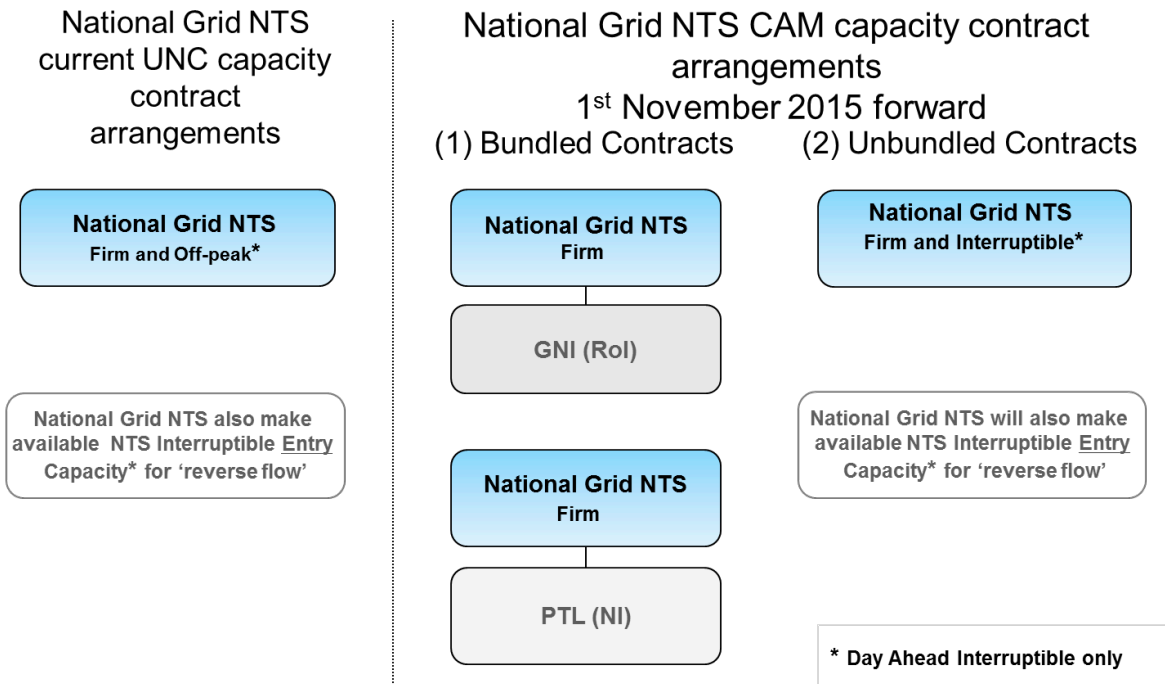 National Grid NTS
current UNC capacity
contract
arrangements
National Grid NTS
Firm and Off-peak*
National Grid NTS also make
available NTS Interruptible Entry
Capacity* for ‘reverse flow’
National Grid NTS CAM capacity contract
arrangements
1st November 2015 forward
(1) Bundled Contracts
National Grid NTS
Firm
GNI (RoI)
National Grid NTS
Firm
PTL (NI)
(2) Unbundled Contracts
National Grid NTS
Firm and Interruptible*
National Grid NTS will also make
available NTS Interruptible Entry
Capacity* for ‘reverse flow’
* Day Ahead Interruptible only